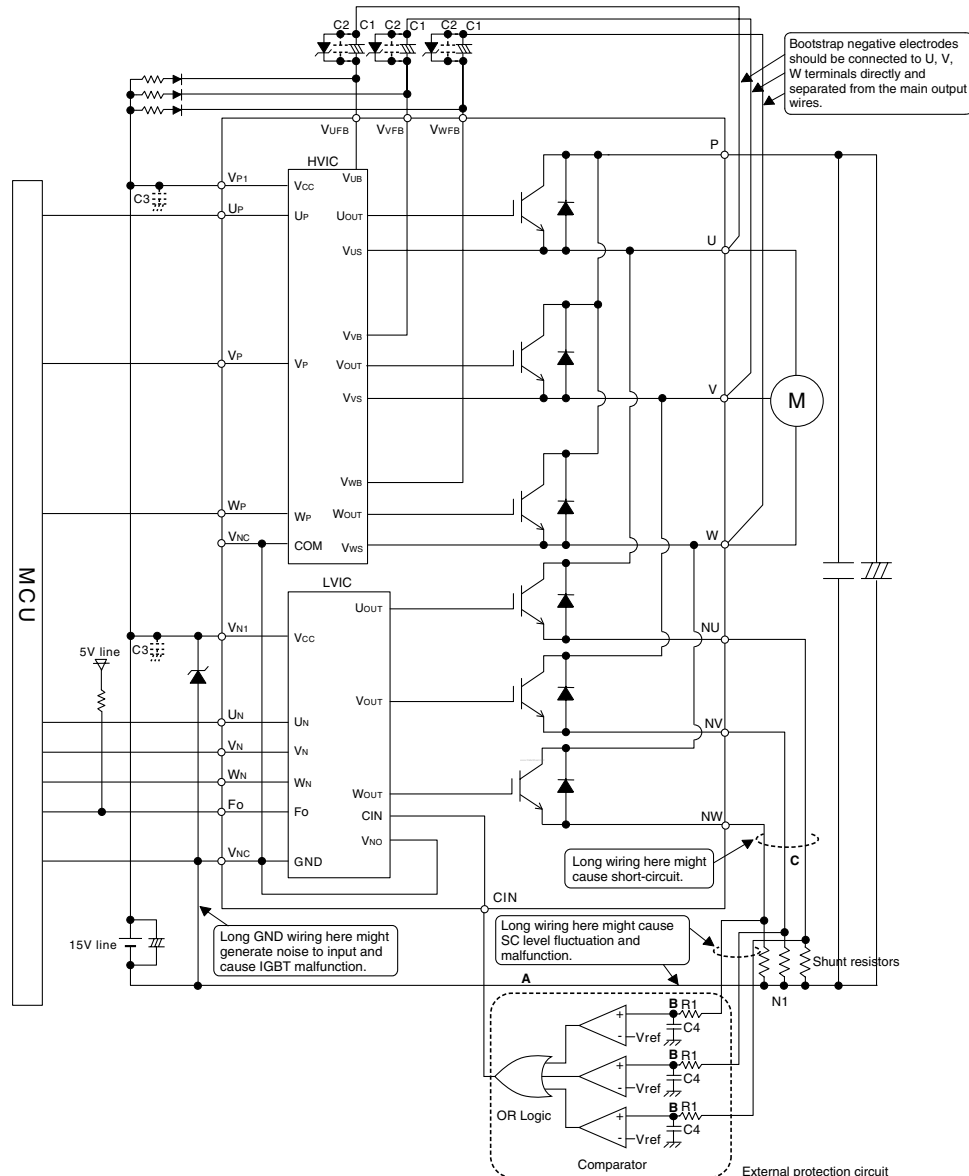 C2 C1 C2 C1 C2 C1
Bootstrap negative electrodes
should be connected to U, V,
W terminals directly and
separated from the main output
wires.
VUFB VVFB VWFB
P
HVIC
VP1
VCC
VUB
C3
UP
UP
UOUT
U
VUS
VVB
VP
VP
VOUT
V
VVS
M
VWB
WP
WP
WOUT
W
VNC
COM
VWS
MCU
LVIC
UOUT
VN1
VCC
NU
C3
5V line
VOUT
UN
UN
NV
VN
VN
WN
WN
WOUT
Fo
Fo
CIN
NW
VNO
VNC
GND
C
Long wiring here might
cause short-circuit.
CIN
15V line
Long GND wiring here might
generate noise to input and
cause IGBT malfunction.
Long wiring here might cause
SC level fluctuation and
malfunction.
Shunt resistors
A
N1
B R1
+
-
Vref
C4
B R1
+
-
Vref
C4
B R1
+
-
Vref
C4
OR Logic
Comparator
External protection circuit